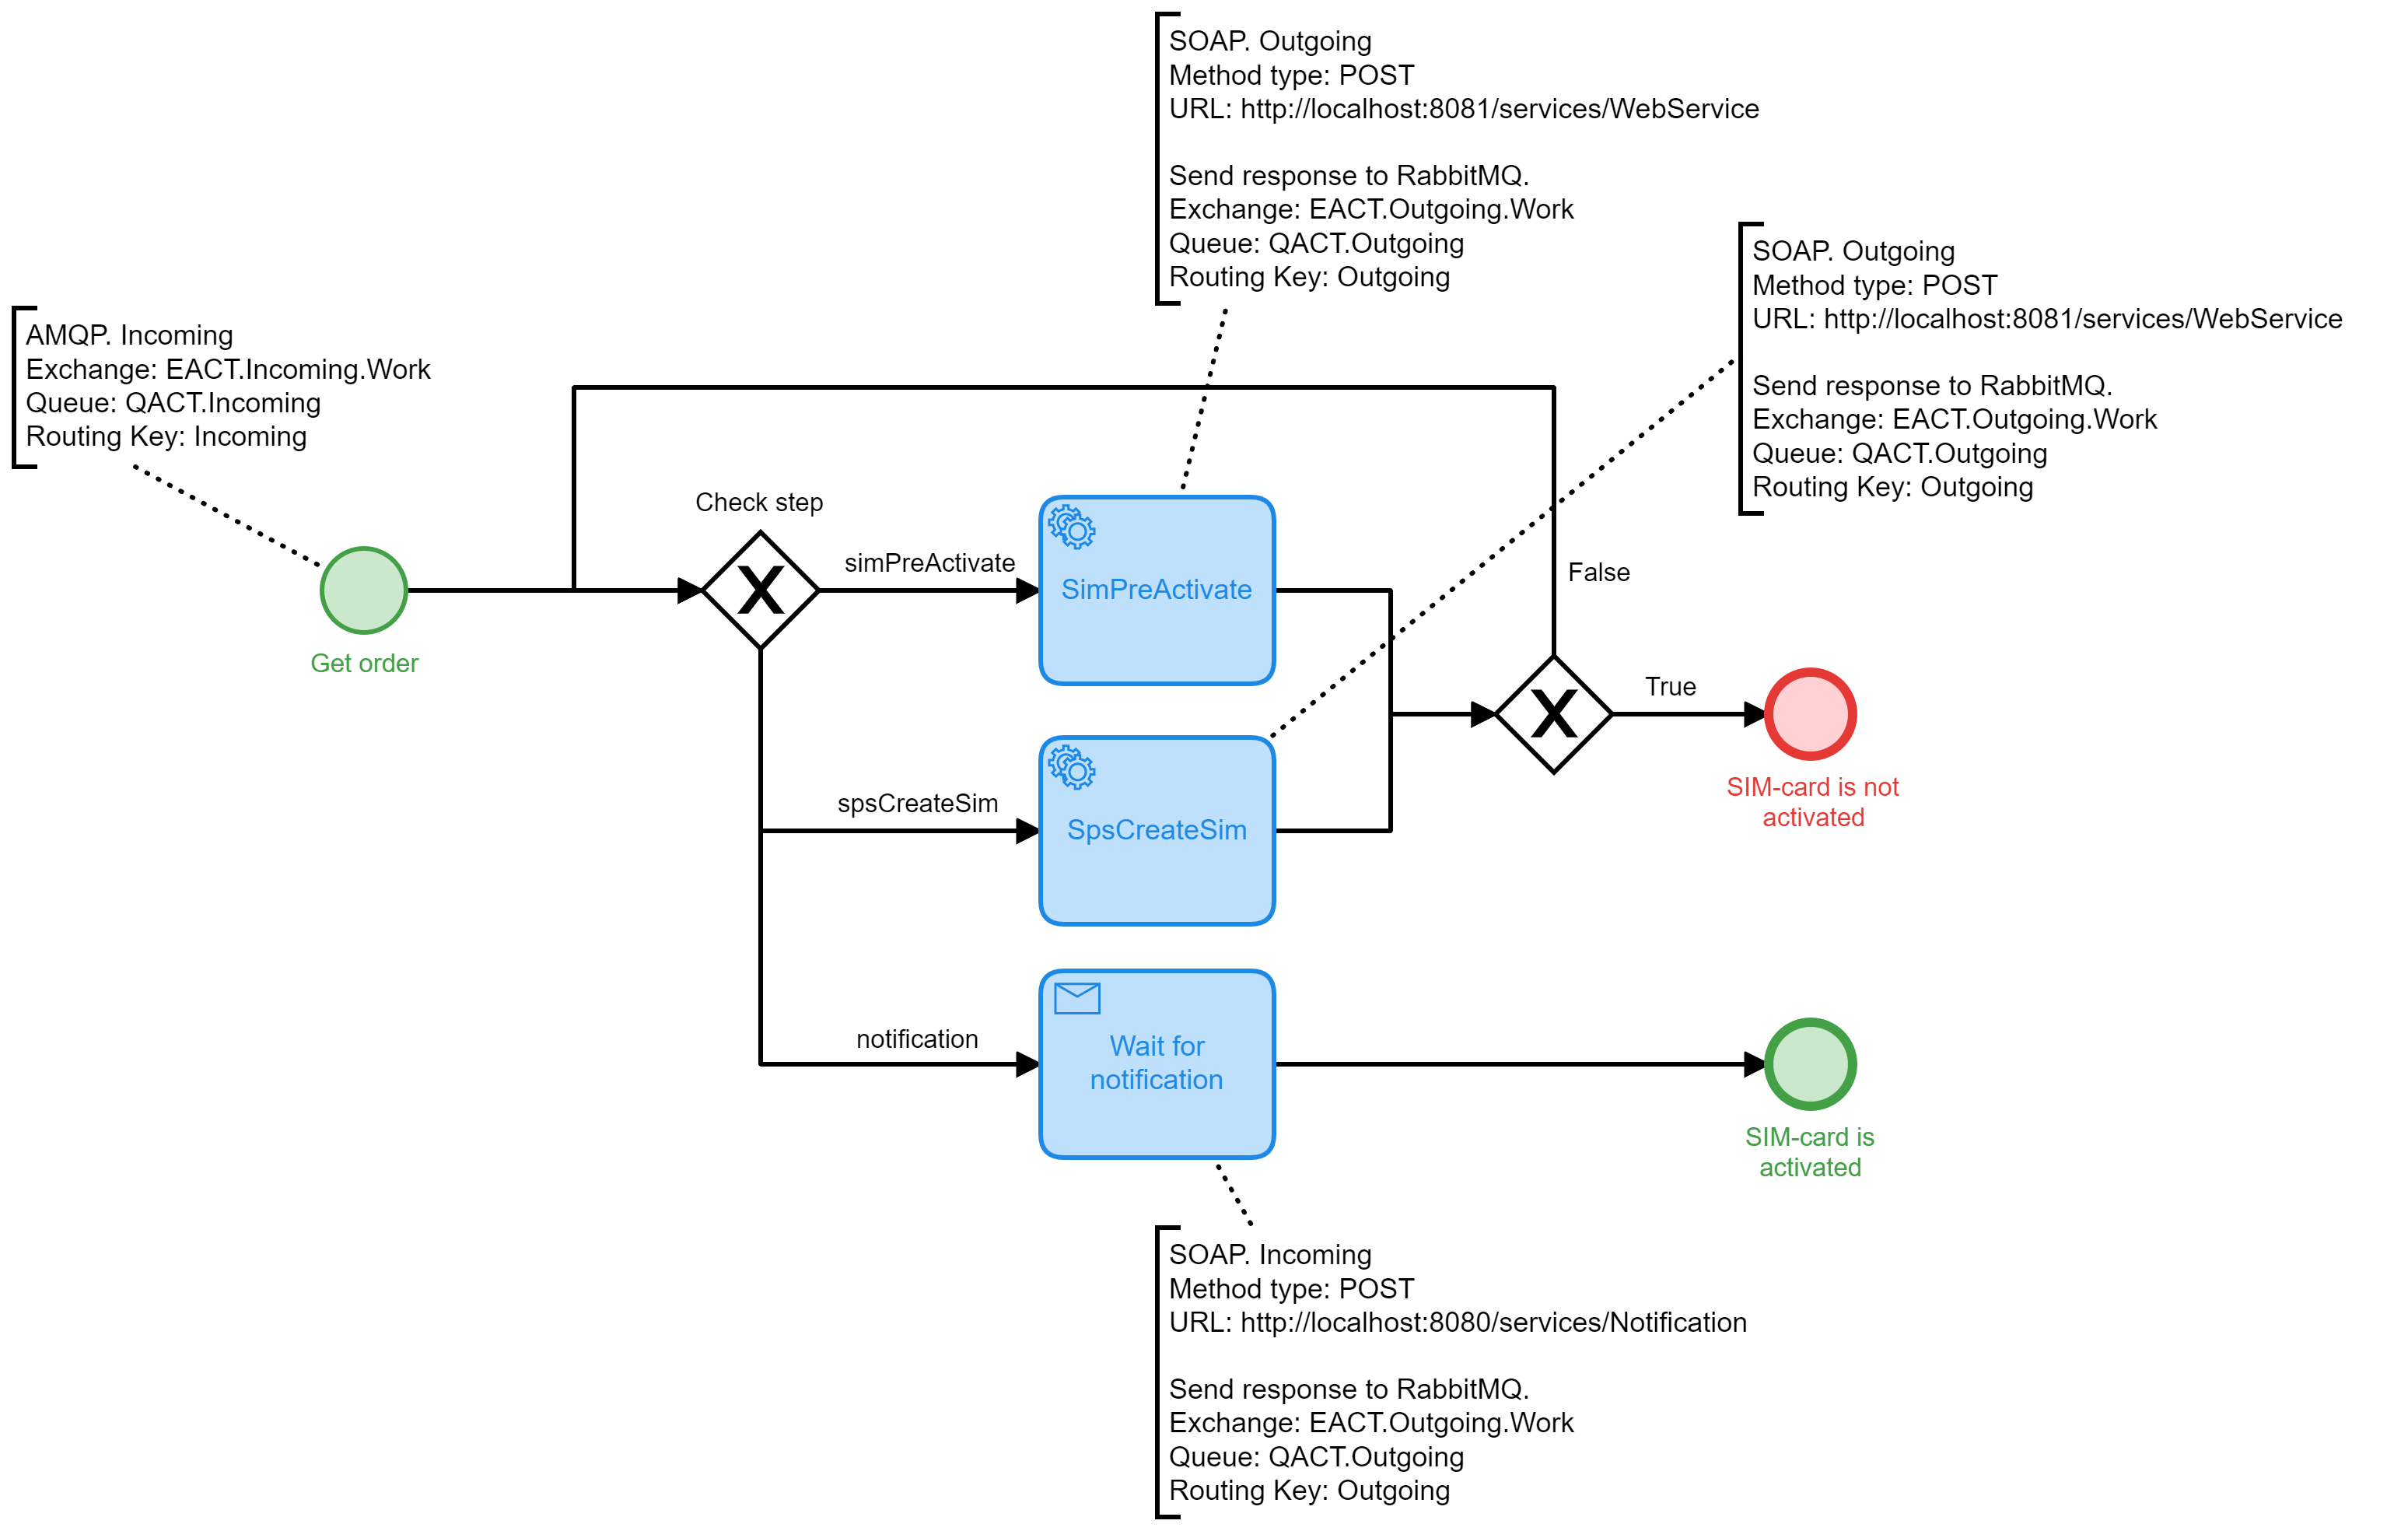 SOAP. Outgoing
Method type: POST
URL: http://localhost:8081/services/WebService
Send response to RabbitMQ.
Exchange: EACT.Outgoing.Work
Queue: QACT.Outgoing
Routing Key: Outgoing
SOAP. Outgoing
Method type: POST
URL: http://localhost:8081/services/WebService
Send response to RabbitMQ.
Exchange: EACT.Outgoing.Work
Queue: QACT.Outgoing
Routing Key: Outgoing
AMQP. Incoming
Exchange: EACT.Incoming.Work
Queue: QACT.Incoming
Routing Key: Incoming
Get order
Check step
X
simPreActivate
SimPreActivate
spsCreateSim
SpsCreateSim
notification
Wait for
notification
False
X
True
SIM-card is not
activated
SIM-card is
activated
SOAP. Incoming
Method type: POST
URL: http://localhost:8080/services/Notification
Send response to RabbitMQ.
Exchange: EACT.Outgoing.Work
Queue: QACT.Outgoing
Routing Key: Outgoing